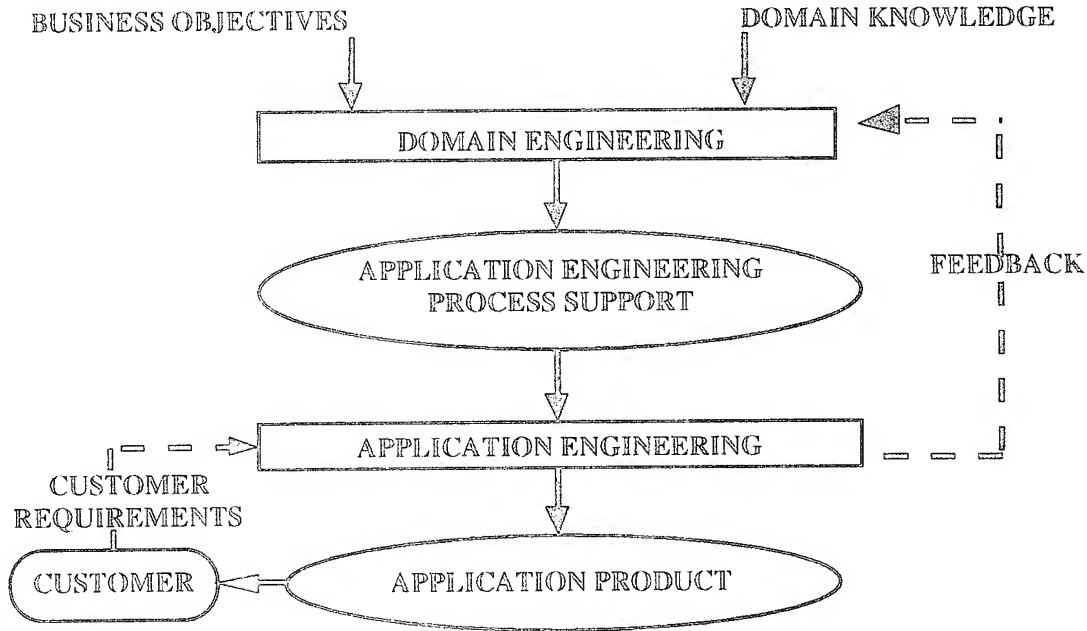 BUSINESS OBJECTIVES
DOMAIN KNOWLEDGE
DOMAIN ENGINEERING
APPLICATION ENGINEERING
PROCESS SUPPORT
FEEDBACK
APPLICATION ENGINEERING
CUSTOMER
REQUIREMENTS
CUSTOMER
APPLICATION PRODUCT